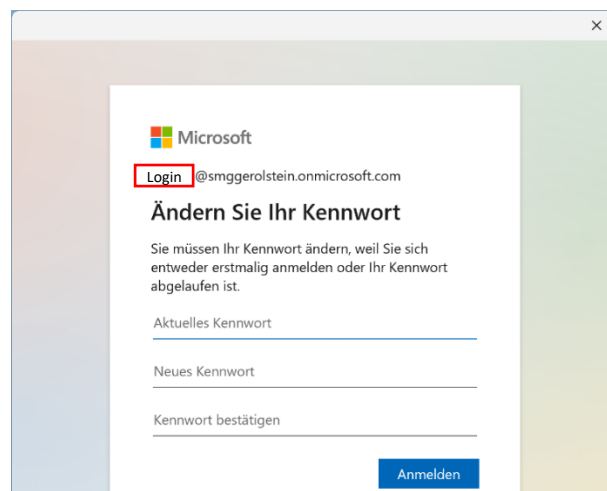 Microsoft
Login @smggerolstein.onmicrosoft.com
Ändern Sie Ihr Kennwort
Sie müssen Ihr Kennwort ändern, weil Sie sich
entweder erstmalig anmelden oder Ihr Kennwort
abgelaufen ist.
Aktuelles Kennwort
Neues Kennwort
Kennwort bestätigen
Anmelden